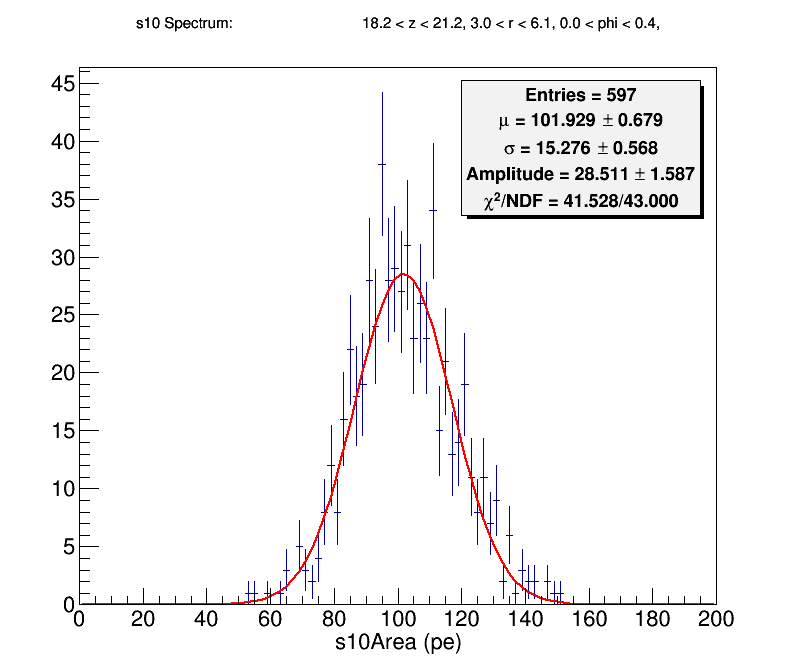 s10 Spectrum: 18.2 < z < 21.2, 3.0 < r < 6.1, 0.0 < phi < 0.4,
Entries = 597
μ = 101.929 ± 0.679
σ = 15.276 ± 0.568
Amplitude = 28.511 ± 1.587
χ²/NDF = 41.528/43.000
45
40
35
30
25
20
15
10
5
0
0 20 40 60 80 100 120 140 160 180 200
s10Area (pe)